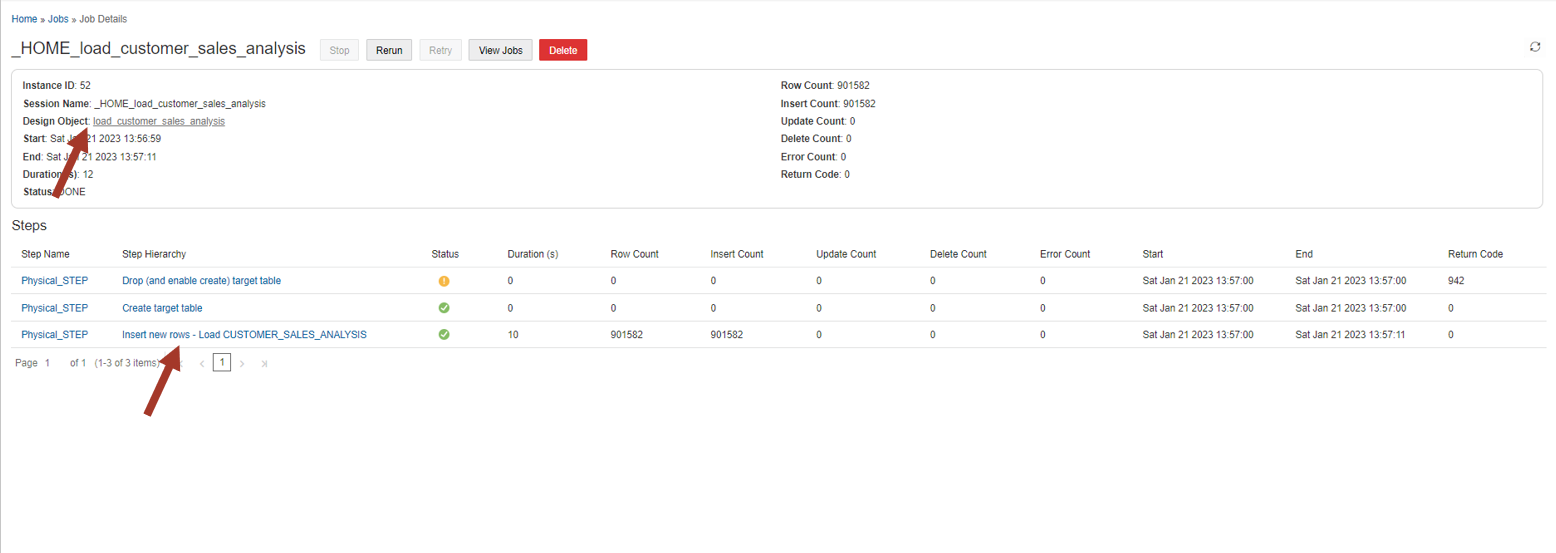 Home » Jobs » Job Details
_HOME_load_customer_sales_analysis Stop Rerun Retry View Jobs Delete
Instance ID: 52 Row Count: 901582
Session Name: _HOME_load_customer_sales_analysis Insert Count: 901582
Design Object: load_customer_sales_analysis Update Count: 0
Start: Sat Jan 21 2023 13:56:59 Delete Count: 0
End: Sat Jan 21 2023 13:57:11 Error Count: 0
Duration(s): 12 Return Code: 0
Status: DONE
Steps
Step Name Step Hierarchy Status Duration (s) Row Count Insert Count Update Count Delete Count Error Count Start End Return Code
Physical_STEP Drop (and enable create) target table 0 0 0 0 0 0 Sat Jan 21 2023 13:57:00 Sat Jan 21 2023 13:57:00 942
Physical_STEP Create target table 0 0 0 0 0 0 Sat Jan 21 2023 13:57:00 Sat Jan 21 2023 13:57:00 0
Physical_STEP Insert new rows - Load CUSTOMER_SALES_ANALYSIS 10 901582 901582 0 0 0 Sat Jan 21 2023 13:57:00 Sat Jan 21 2023 13:57:11 0
Page 1 of 1 (1-3 of 3 items) 1